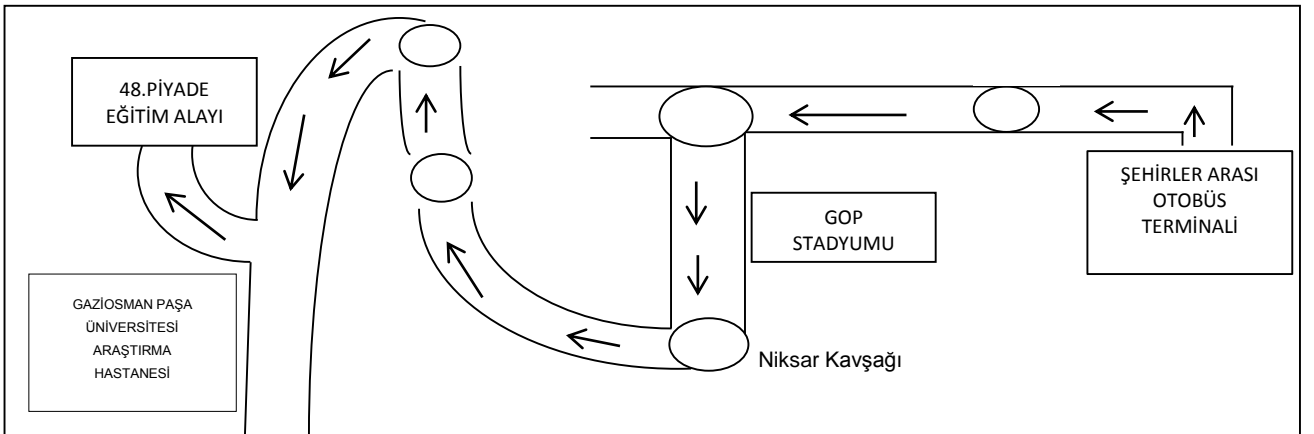 48.PİYADE
EĞİTİM ALAYI
ŞEHİRLER ARASI
OTOBÜS
TERMİNALİ
GOP
STADYUMU
GAZİOSMAN PAŞA
ÜNİVERSİTESİ
ARAŞTIRMA
HASTANESİ
Niksar Kavşağı